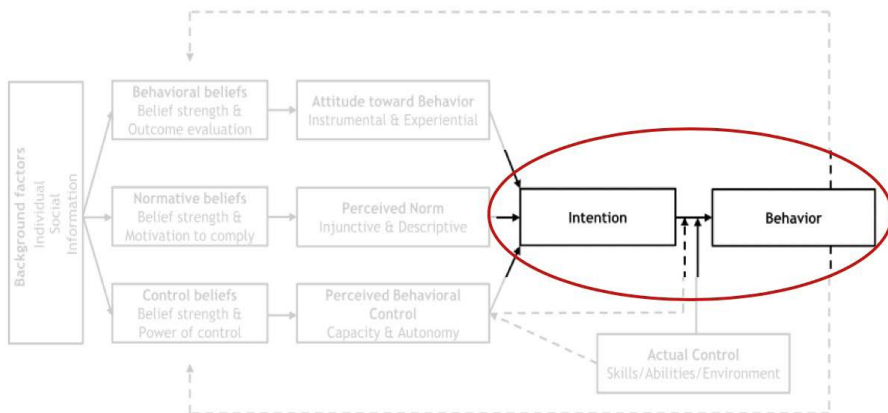 Background factors
Individual
Social
Information
Behavioral beliefs
Belief strength &
Outcome evaluation
Normative beliefs
Belief strength &
Motivation to comply
Control beliefs
Belief strength &
Power of control
Attitude toward Behavior
Instrumental & Experiential
Perceived Norm
Injunctive & Descriptive
Perceived Behavioral
Control
Capacity & Autonomy
Intention
Behavior
Actual Control
Skills/Abilities/Environment